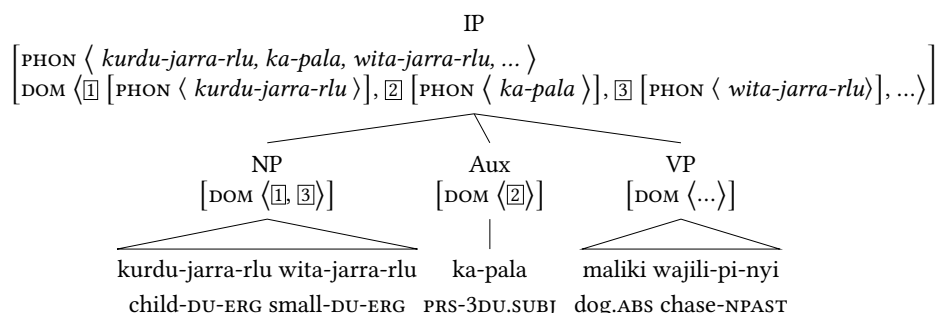 IP
[PHON ⟨ kurdu-jarra-rlu, ka-pala, wita-jarra-rlu, ... ⟩
DOM ⟨1 [PHON ⟨ kurdu-jarra-rlu ⟩], 2 [PHON ⟨ ka-pala ⟩], 3 [PHON ⟨ wita-jarra-rlu⟩], ...⟩]
NP Aux VP
[DOM ⟨1, 3⟩] [DOM ⟨2⟩] [DOM ⟨...⟩]
kurdu-jarra-rlu wita-jarra-rlu ka-pala maliki wajili-pi-nyi
child-DU-ERG small-DU-ERG PRS-3DU.SUBJ dog.ABS chase-NPAST